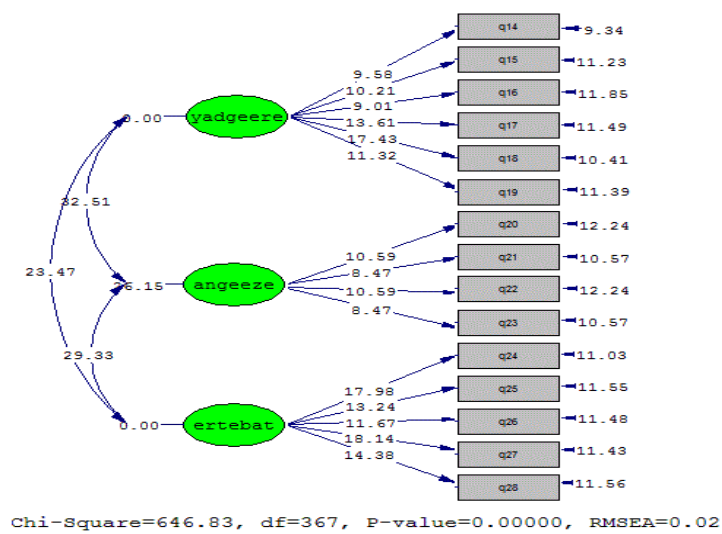 q14
9.34
9.58
q15
11.23
10.21
q16
11.85
9.01
0.00
yadgeere
13.61
q17
11.49
17.43
q18
10.41
11.32
q19
11.39
32.51
q20
12.24
10.59
q21
10.57
23.47
8.47
angeeze
10.59
q22
12.24
8.47
q23
10.57
29.33
q24
11.03
17.98
q25
11.55
13.24
0.00
ertebat
11.67
q26
11.48
18.14
q27
11.43
14.38
q28
11.56
Chi-Square=646.83, df=367, P-value=0.00000, RMSEA=0.02